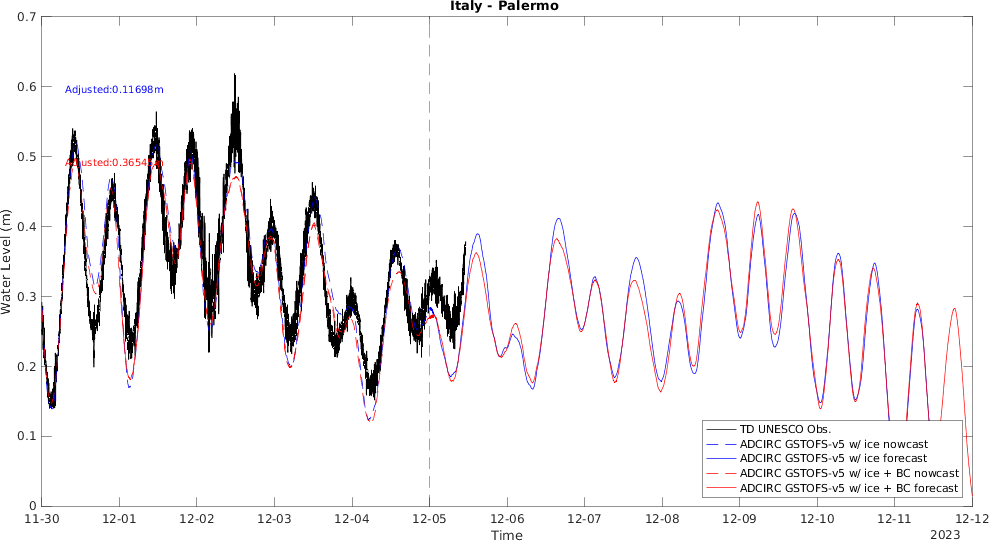 Italy - Palermo
0.7
0.6
0.5
0.4
0.3
0.2
0.1
0
Water Level (m)
Adjusted:0.11698m
Adjusted:0.3654
TD UNESCO Obs.
ADCIRC GSTOFS-v5 w/ ice nowcast
ADCIRC GSTOFS-v5 w/ ice forecast
ADCIRC GSTOFS-v5 w/ ice + BC nowcast
ADCIRC GSTOFS-v5 w/ ice + BC forecast
11-30 12-01 12-02 12-03 12-04 12-05 12-06 12-07 12-08 12-09 12-10 12-11 12-12
Time
2023